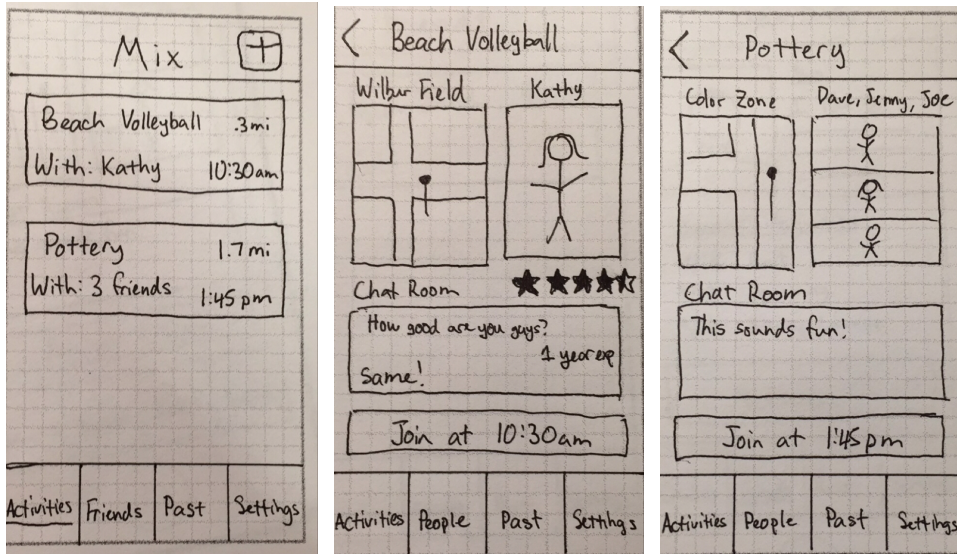 Mix
Beach Volleyball .3mi
With: Kathy 10:30am
Pottery 1.7mi
With: 3 friends
1:45pm
Activities Friends Past Settings
Beach Volleyball
Wilbur Field Kathy
Chat Room
How good are you guys?
1 year exp
Same!
Join at 10:30am
Activities People Past Settings
Pottery
Color Zone Dave, Jenny, Joe
Chat Room
This sounds fun!
Join at 1:45pm
Activities People Past Settings